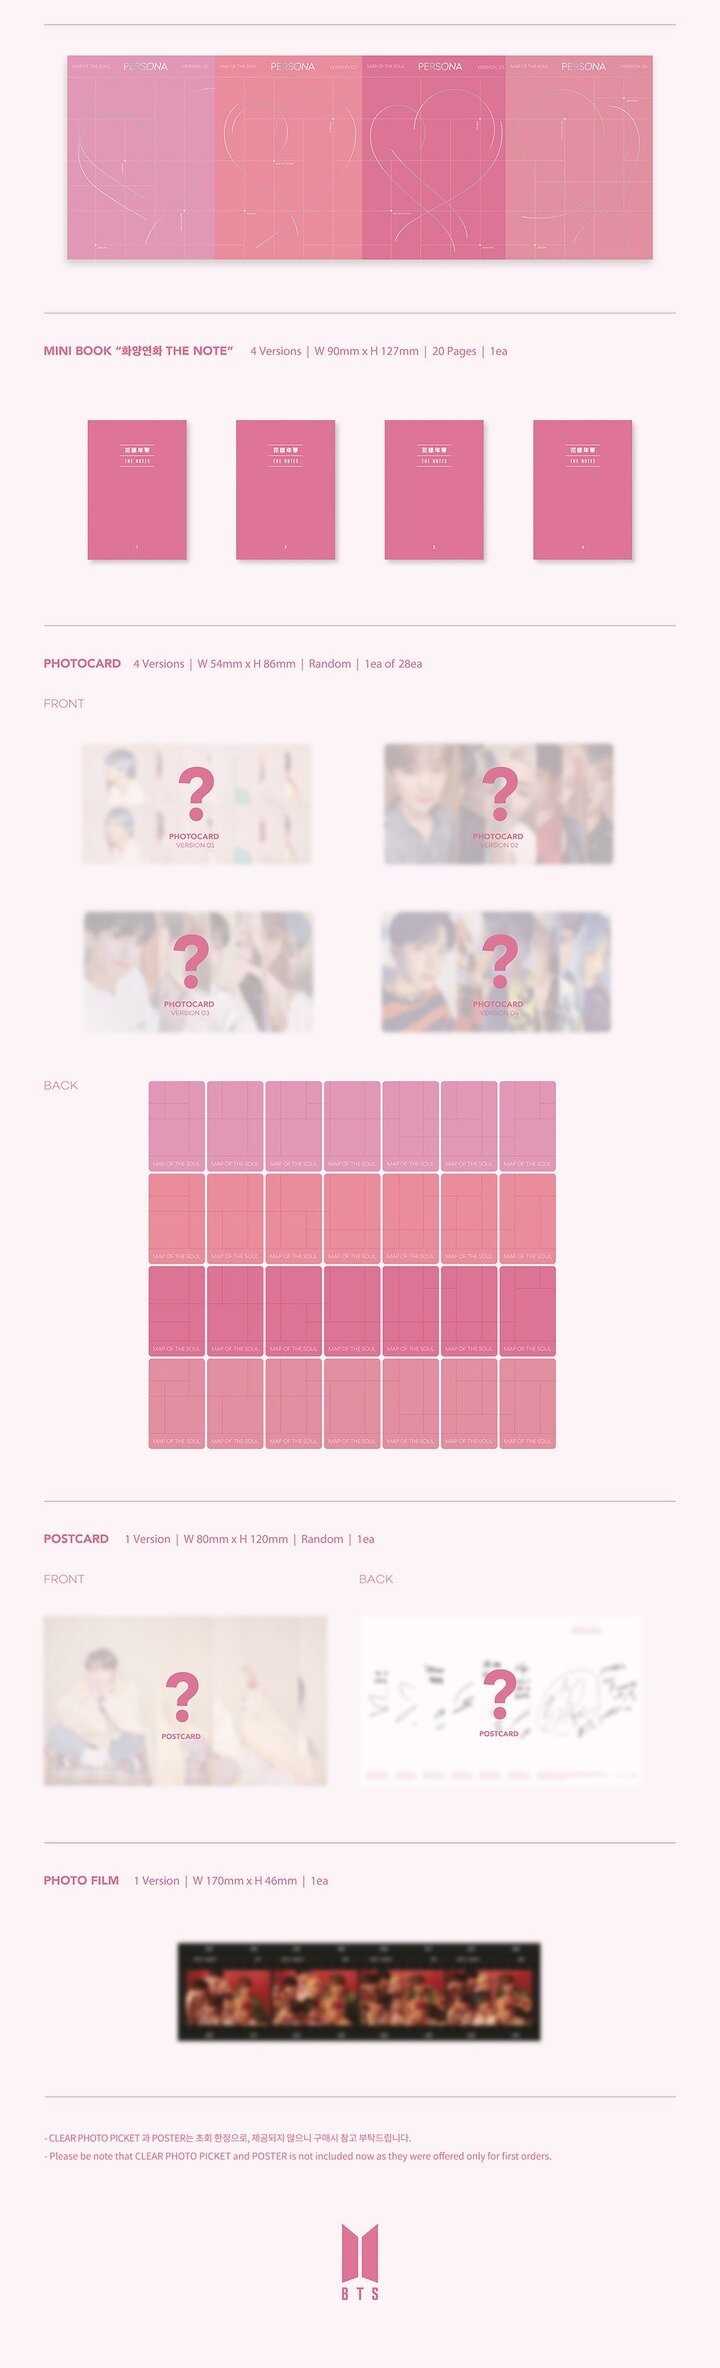 MAP OF THE SOUL PERSONA VERSION 01
MAP OF THE SOUL PERSONA VERSION 02
MAP OF THE SOUL PERSONA VERSION 03
MAP OF THE SOUL PERSONA VERSION 04
MINI BOOK “화양연화 THE NOTE” 4 Versions | W 90mm x H 127mm | 20 Pages | 1ea
花樣年華 花樣年華 花樣年華 花樣年華
THE NOTES THE NOTES THE NOTES THE NOTES
1 2 3 4
PHOTOCARD 4 Versions | W 54mm x H 86mm | Random | 1ea of 28ea
FRONT
? ?
PHOTOCARD PHOTOCARD
VERSION 01 VERSION 02
? ?
PHOTOCARD PHOTOCARD
VERSION 03 VERSION 04
BACK
MAP OF THE SOUL MAP OF THE SOUL MAP OF THE SOUL MAP OF THE SOUL MAP OF THE SOUL MAP OF THE SOUL MAP OF THE SOUL
MAP OF THE SOUL MAP OF THE SOUL MAP OF THE SOUL MAP OF THE SOUL MAP OF THE SOUL MAP OF THE SOUL MAP OF THE SOUL
MAP OF THE SOUL MAP OF THE SOUL MAP OF THE SOUL MAP OF THE SOUL MAP OF THE SOUL MAP OF THE SOUL MAP OF THE SOUL
MAP OF THE SOUL MAP OF THE SOUL MAP OF THE SOUL MAP OF THE SOUL MAP OF THE SOUL MAP OF THE SOUL MAP OF THE SOUL
POSTCARD 1 Version | W 80mm x H 120mm | Random | 1ea
FRONT BACK
? ?
POSTCARD POSTCARD
PHOTO FILM 1 Version | W 170mm x H 46mm | 1ea
- CLEAR PHOTO PICKET 과 POSTER는 초회 한정으로, 제공되지 않으니 구매시 참고 부탁드립니다.
- Please be note that CLEAR PHOTO PICKET and POSTER is not included now as they were offered only for first orders.
BTS